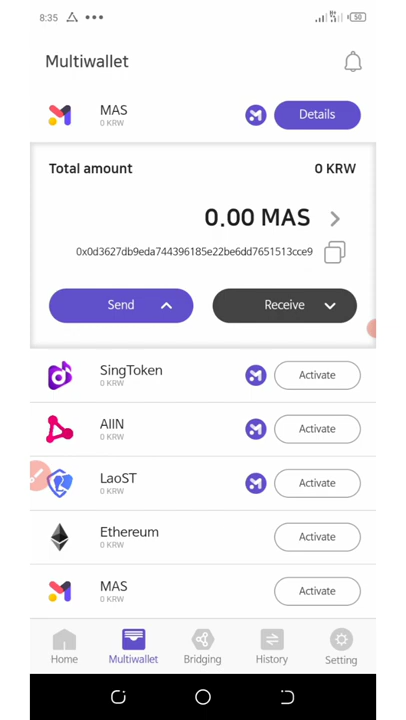 8:35
50
Multiwallet
MAS
0 KRW
Details
Total amount
0 KRW
0.00 MAS
0x0d3627db9eda744396185e22be6dd7651513cce9
Send
Receive
SingToken
0 KRW
Activate
AIIN
0 KRW
Activate
LaoST
0 KRW
Activate
Ethereum
0 KRW
Activate
MAS
0 KRW
Activate
Home
Multiwallet
Bridging
History
Setting